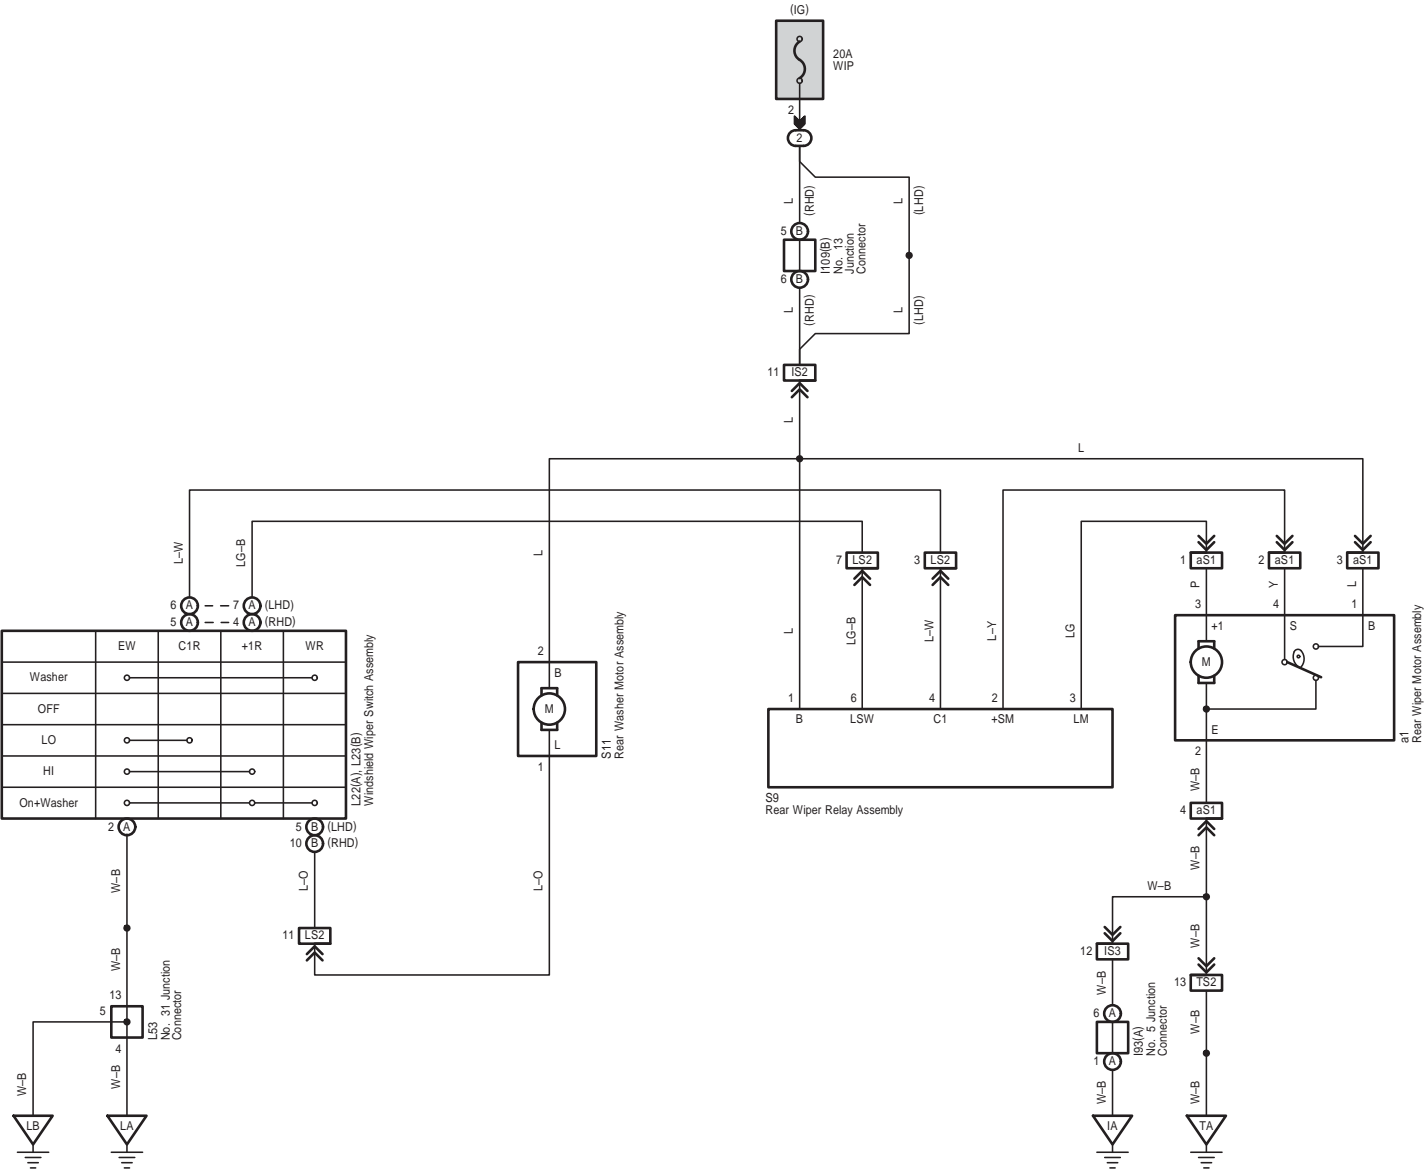 (IG)
20A
WIP
2
2
L
(RHD)
L
(LHD)
5 B
6 B
I109(B)
No. 13
Junction
Connector
L
(RHD)
L
(LHD)
11 IS2
L
L
L–W
LG–B
L
7 LS2
3 LS2
1 aS1
2 aS1
3 aS1
P
Y
L
6 A 7 A (LHD)
5 A 4 A (RHD)
EW C1R +1R WR
Washer
OFF
LO
HI
On+Washer
L22(A), L23(B)
Windshield Wiper Switch Assembly
2 A
5 B (LHD)
10 B (RHD)
2
B
M
L
1
S11
Rear Washer Motor Assembly
L
LG–B
L–W
L–Y
LG
1 6 4 2 3
B LSW C1 +SM LM
S9
Rear Wiper Relay Assembly
3 4 1
+1 S B
M
E
2
a1
Rear Wiper Motor Assembly
W–B
4 aS1
W–B
W–B
W–B
L–O
L–O
11 LS2
W–B
W–B
13
5
4
L53
No. 31 Junction
Connector
W–B
W–B
LB
LA
12 IS3
W–B
6 A
1 A
I93(A)
No. 5 Junction
Connector
W–B
IA
13 TS2
W–B
W–B
TA